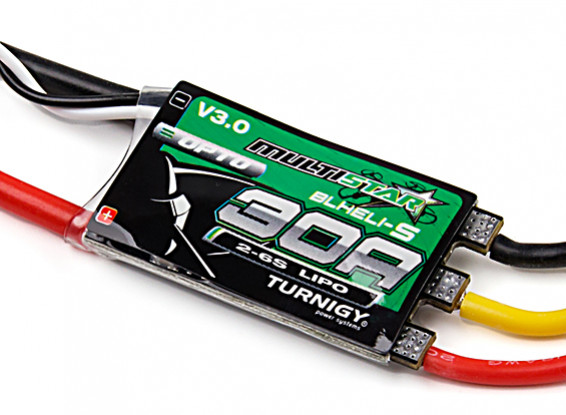 V3.0
OPTO
MULTISTAR
BLHELI-S
30A
2-6S LIPO
TURNIGY®
power systems